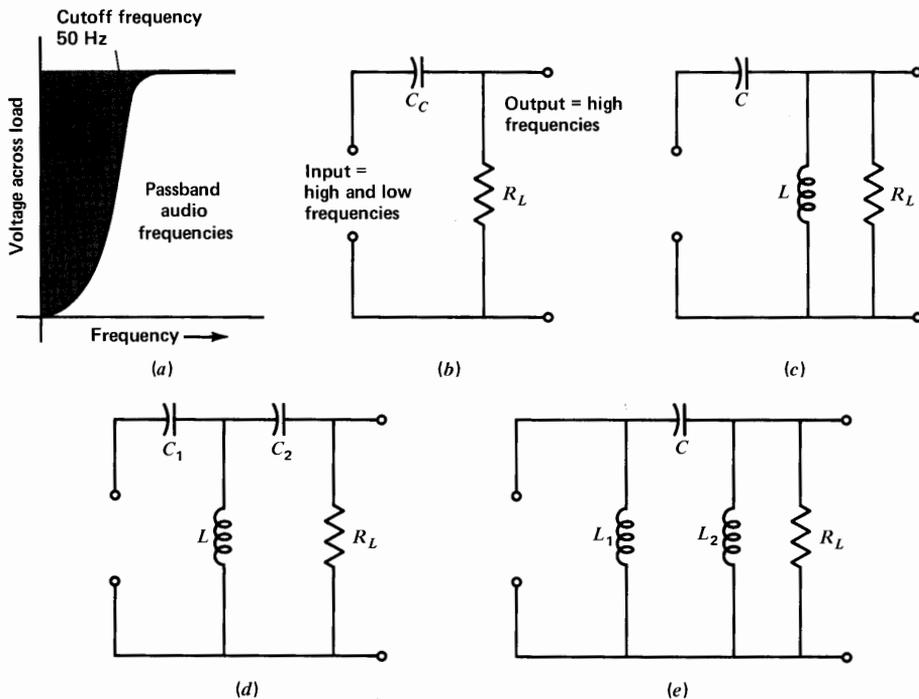 Cutoff frequency
50 Hz
Voltage across load
Passband
audio
frequencies
Frequency
(a)
C_C
Output = high
frequencies
Input =
high and low
frequencies
R_L
(b)
C
L
R_L
(c)
C_1
C_2
L
R_L
(d)
C
L_1
L_2
R_L
(e)